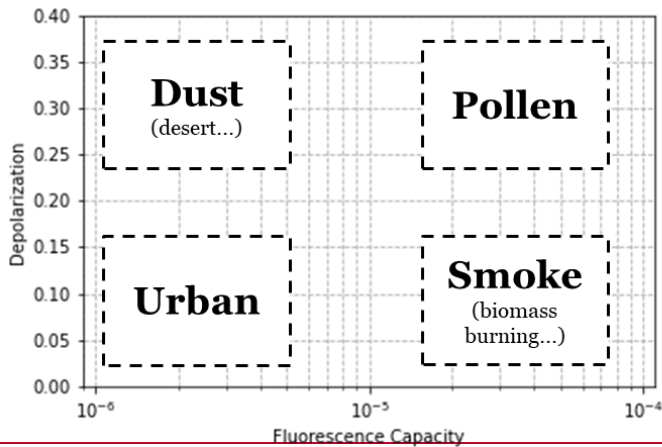 0.40
0.35
0.30
0.25
0.20
0.15
0.10
0.05
0.00
Depolarization
Dust
(desert...)
Pollen
Urban
Smoke
(biomass
burning...)
10⁻⁶
10⁻⁵
10⁻⁴
Fluorescence Capacity